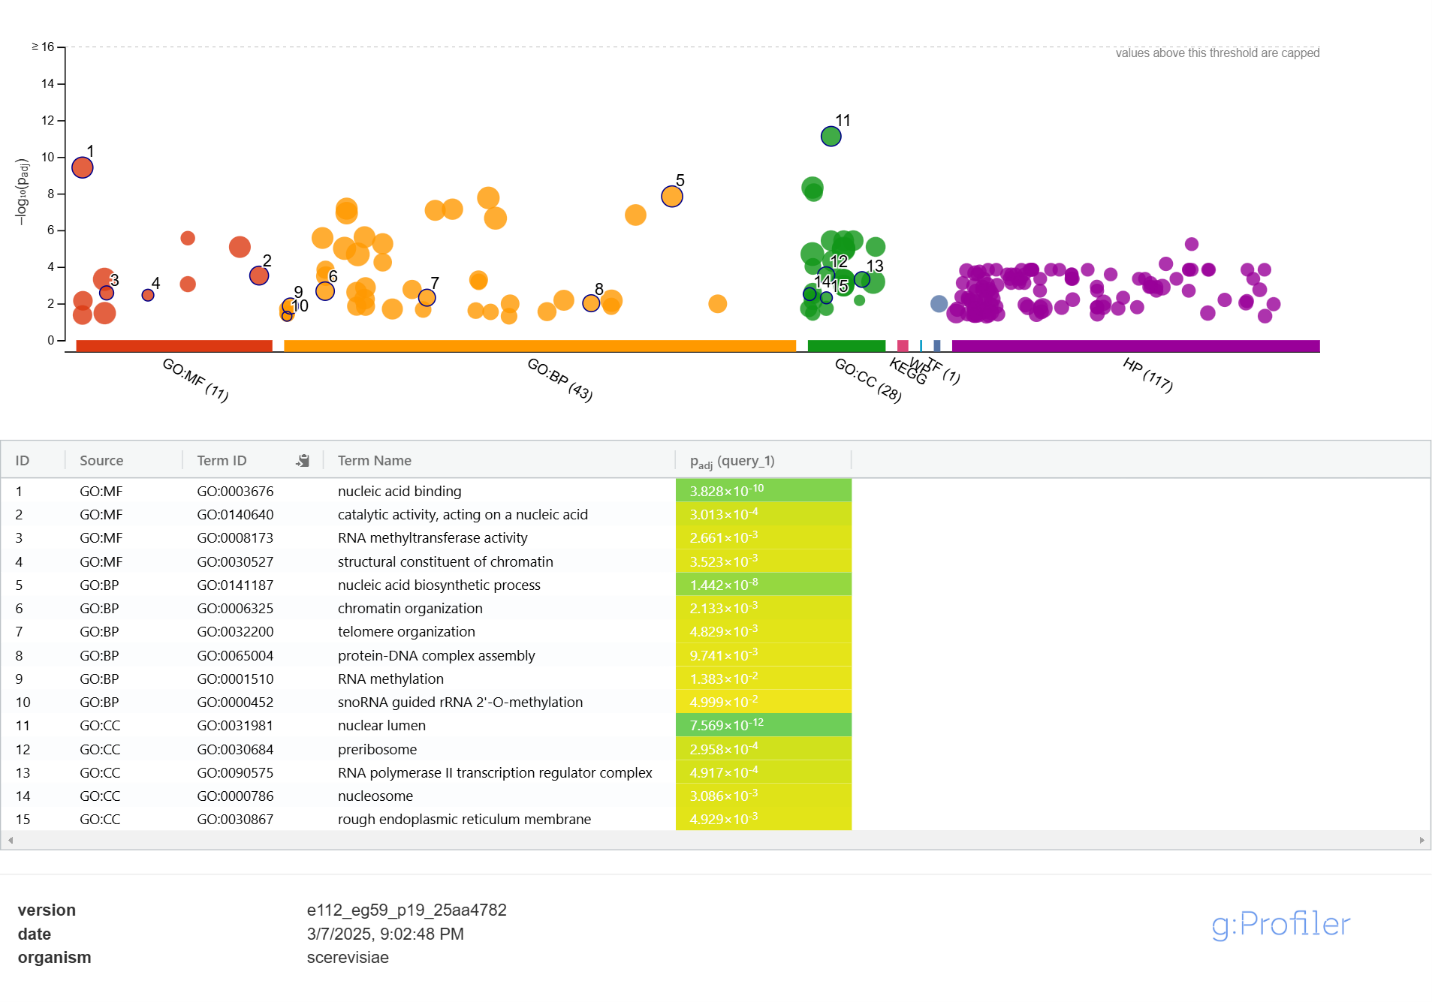 ≥ 16
values above this threshold are capped
14
12
10
8
6
4
2
0
–log₁₀(padj)
1
2
3
4
5
6
7
8
9
10
11
12
13
14
15
GO:MF (11)
GO:BP (43)
GO:CC (28)
KEGG
WP
TF (1)
HP (117)
ID Source Term ID Term Name padj (query_1)
1 GO:MF GO:0003676 nucleic acid binding 3.828×10⁻¹⁰
2 GO:MF GO:0140640 catalytic activity, acting on a nucleic acid 3.013×10⁻⁴
3 GO:MF GO:0008173 RNA methyltransferase activity 2.661×10⁻³
4 GO:MF GO:0030527 structural constituent of chromatin 3.523×10⁻³
5 GO:BP GO:0141187 nucleic acid biosynthetic process 1.442×10⁻⁸
6 GO:BP GO:0006325 chromatin organization 2.133×10⁻³
7 GO:BP GO:0032200 telomere organization 4.829×10⁻³
8 GO:BP GO:0065004 protein-DNA complex assembly 9.741×10⁻³
9 GO:BP GO:0001510 RNA methylation 1.383×10⁻²
10 GO:BP GO:0000452 snoRNA guided rRNA 2'-O-methylation 4.999×10⁻²
11 GO:CC GO:0031981 nuclear lumen 7.569×10⁻¹²
12 GO:CC GO:0030684 preribosome 2.958×10⁻⁴
13 GO:CC GO:0090575 RNA polymerase II transcription regulator complex 4.917×10⁻⁴
14 GO:CC GO:0000786 nucleosome 3.086×10⁻³
15 GO:CC GO:0030867 rough endoplasmic reticulum membrane 4.929×10⁻³
version e112_eg59_p19_25aa4782
date 3/7/2025, 9:02:48 PM
organism scerevisiae
g:Profiler